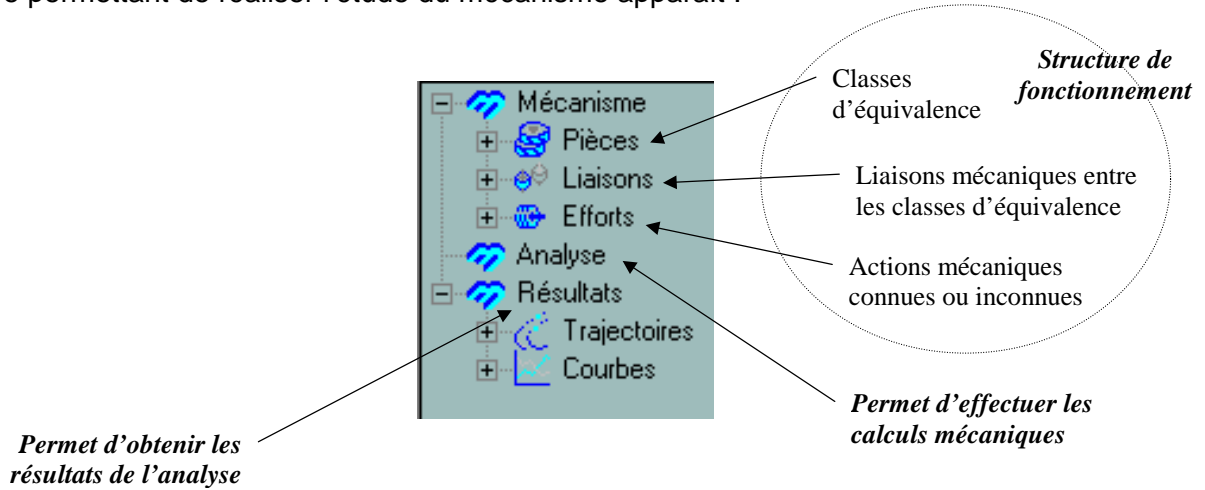 permettant de réaliser l'étude du mécanisme apparaît :
Structure de
fonctionnement
Classes
d'équivalence
Mécanisme
Pièces
Liaisons
Efforts
Analyse
Résultats
Trajectoires
Courbes
Liaisons mécaniques entre
les classes d'équivalence
Actions mécaniques
connues ou inconnues
Permet d'effectuer les
calculs mécaniques
Permet d'obtenir les
résultats de l'analyse